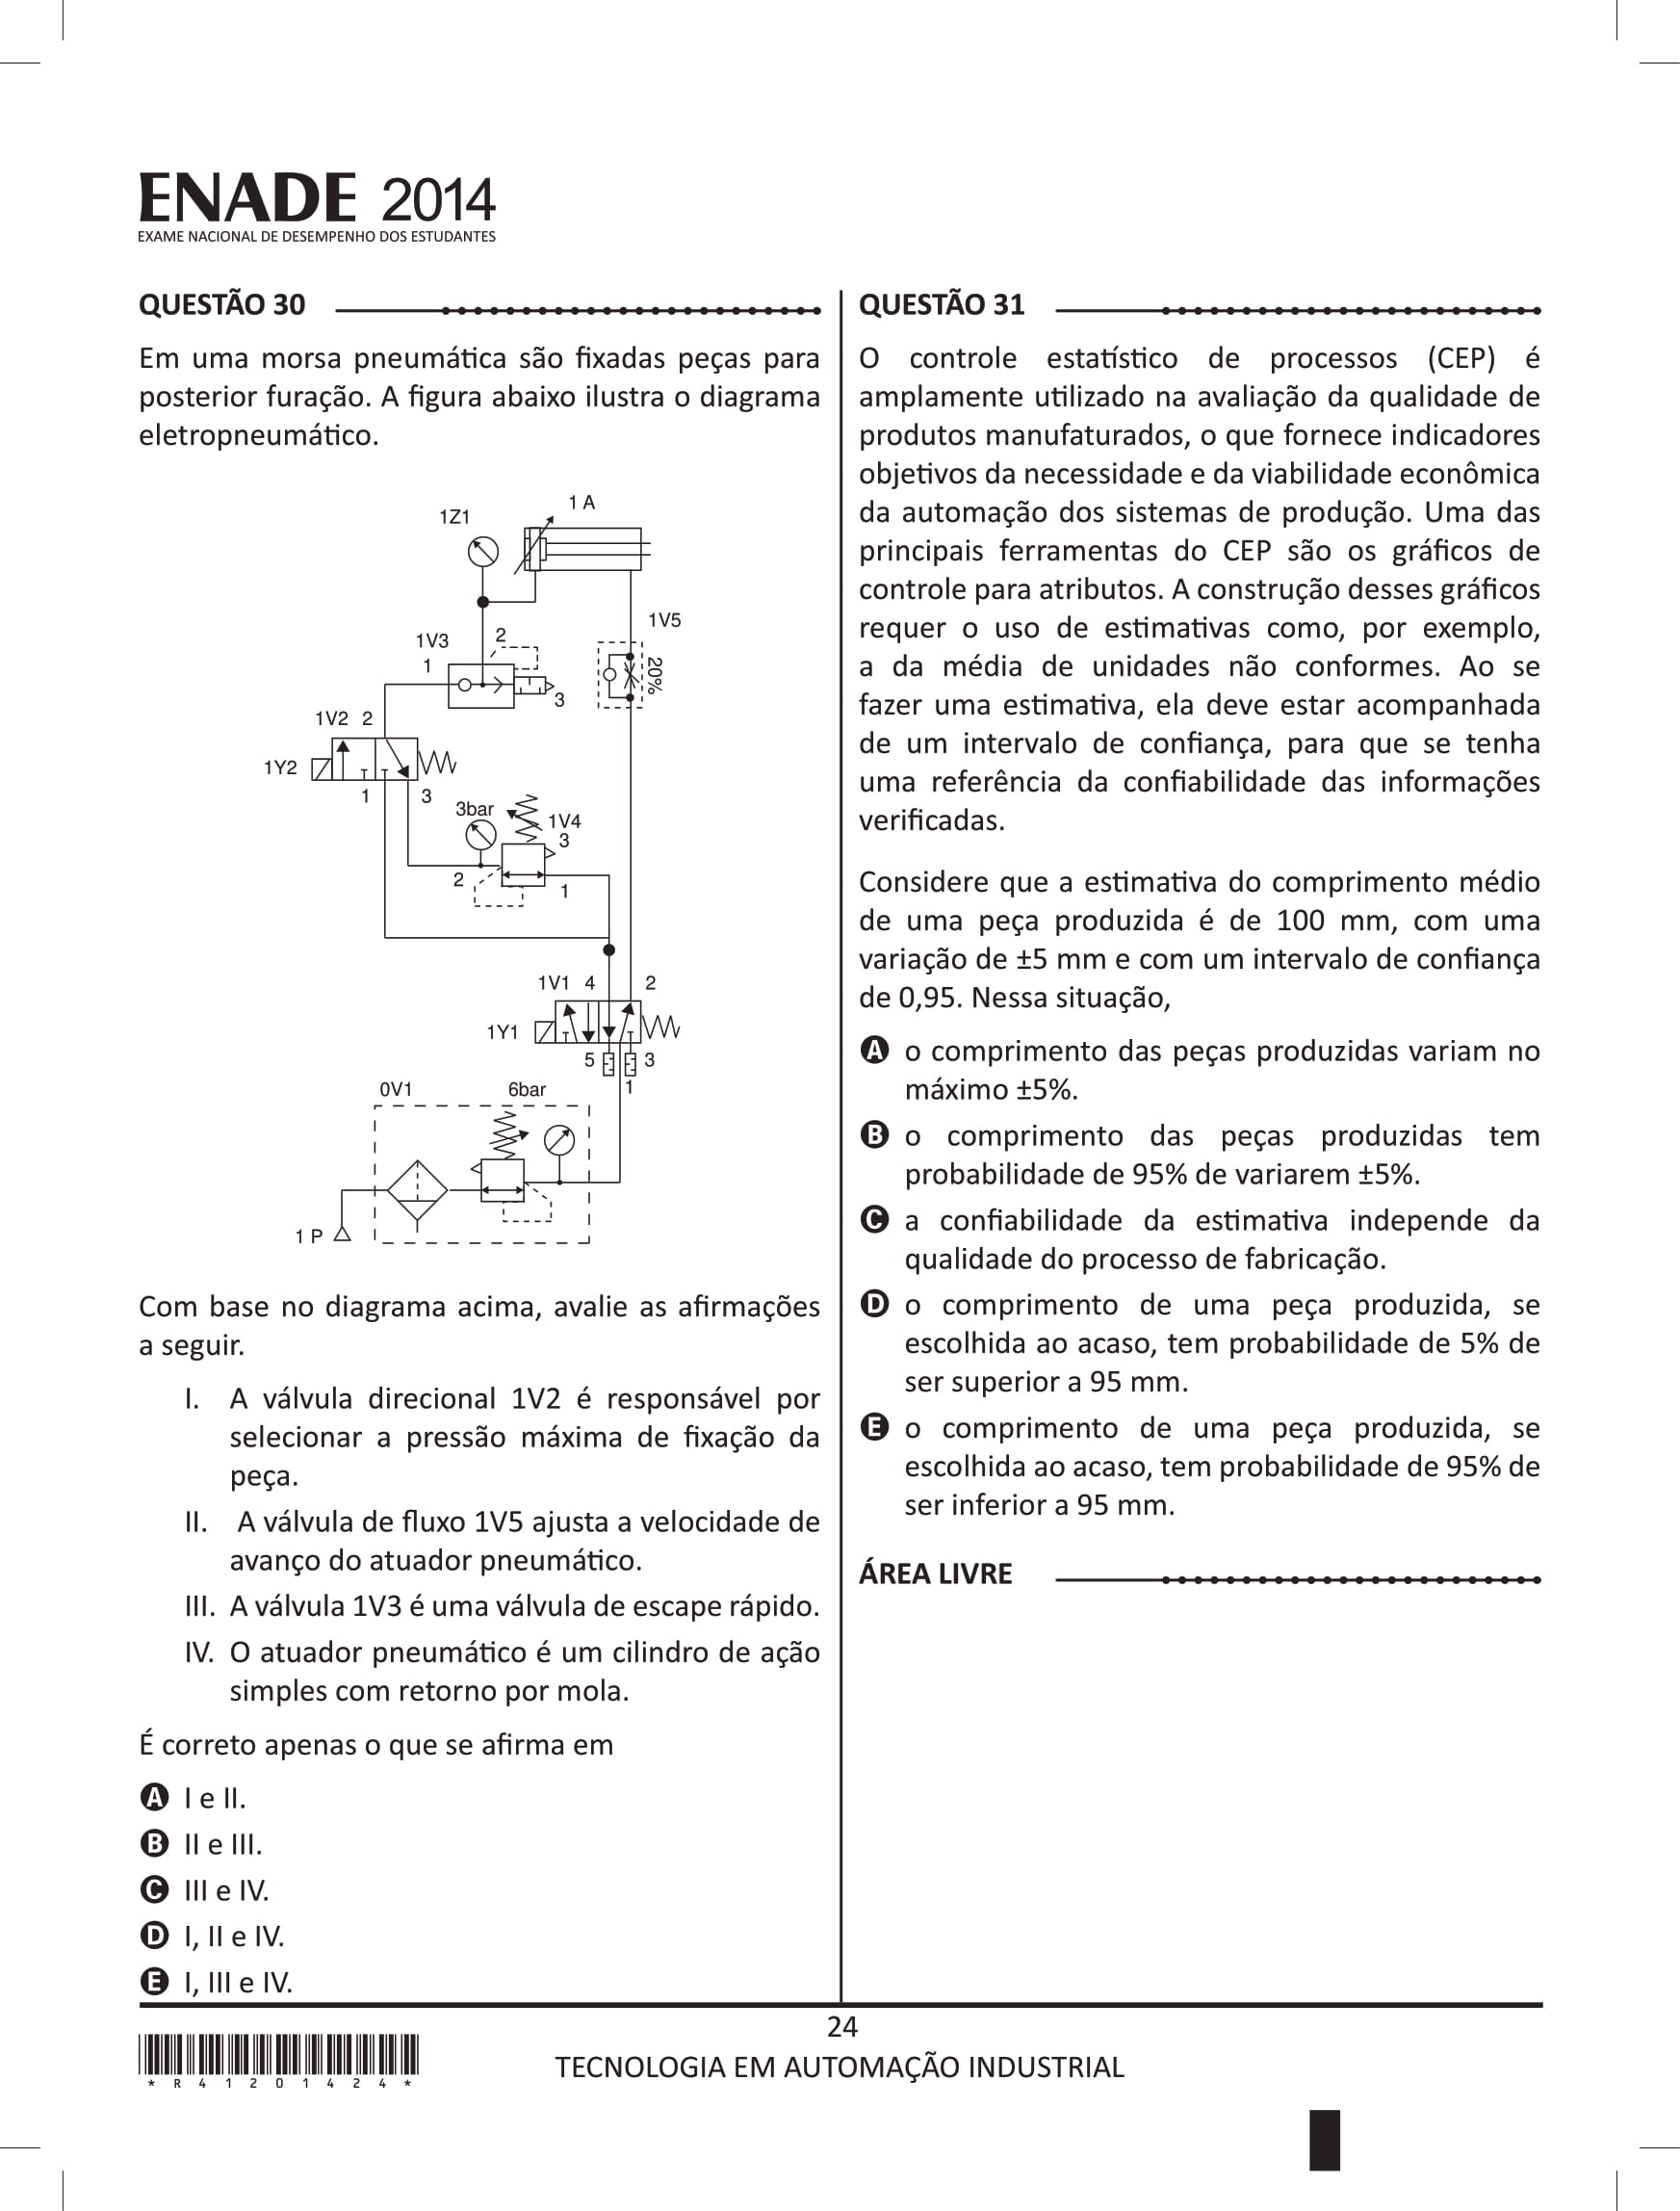 ENADE 2014
EXAME NACIONAL DE DESEMPENHO DOS ESTUDANTES
QUESTÃO 30
Em uma morsa pneumática são fixadas peças para
posterior furação. A figura abaixo ilustra o diagrama
eletropneumático.
1 A
1Z1
1V5
1V3
2
1
20%
3
1V2 2
1Y2
1
3
3bar
1V4
3
2
1
1V1 4
2
1Y1
5
3
1
0V1
6bar
1 P
Com base no diagrama acima, avalie as afirmações
a seguir.
I. A válvula direcional 1V2 é responsável por
selecionar a pressão máxima de fixação da
peça.
II. A válvula de fluxo 1V5 ajusta a velocidade de
avanço do atuador pneumático.
III. A válvula 1V3 é uma válvula de escape rápido.
IV. O atuador pneumático é um cilindro de ação
simples com retorno por mola.
É correto apenas o que se afirma em
A I e II.
B II e III.
C III e IV.
D I, II e IV.
E I, III e IV.
QUESTÃO 31
O controle estatístico de processos (CEP) é
amplamente utilizado na avaliação da qualidade de
produtos manufaturados, o que fornece indicadores
objetivos da necessidade e da viabilidade econômica
da automação dos sistemas de produção. Uma das
principais ferramentas do CEP são os gráficos de
controle para atributos. A construção desses gráficos
requer o uso de estimativas como, por exemplo,
a da média de unidades não conformes. Ao se
fazer uma estimativa, ela deve estar acompanhada
de um intervalo de confiança, para que se tenha
uma referência da confiabilidade das informações
verificadas.
Considere que a estimativa do comprimento médio
de uma peça produzida é de 100 mm, com uma
variação de ±5 mm e com um intervalo de confiança
de 0,95. Nessa situação,
A o comprimento das peças produzidas variam no
máximo ±5%.
B o comprimento das peças produzidas tem
probabilidade de 95% de variarem ±5%.
C a confiabilidade da estimativa independe da
qualidade do processo de fabricação.
D o comprimento de uma peça produzida, se
escolhida ao acaso, tem probabilidade de 5% de
ser superior a 95 mm.
E o comprimento de uma peça produzida, se
escolhida ao acaso, tem probabilidade de 95% de
ser inferior a 95 mm.
ÁREA LIVRE
24
TECNOLOGIA EM AUTOMAÇÃO INDUSTRIAL
* R 4 1 2 0 1 4 2 4 *